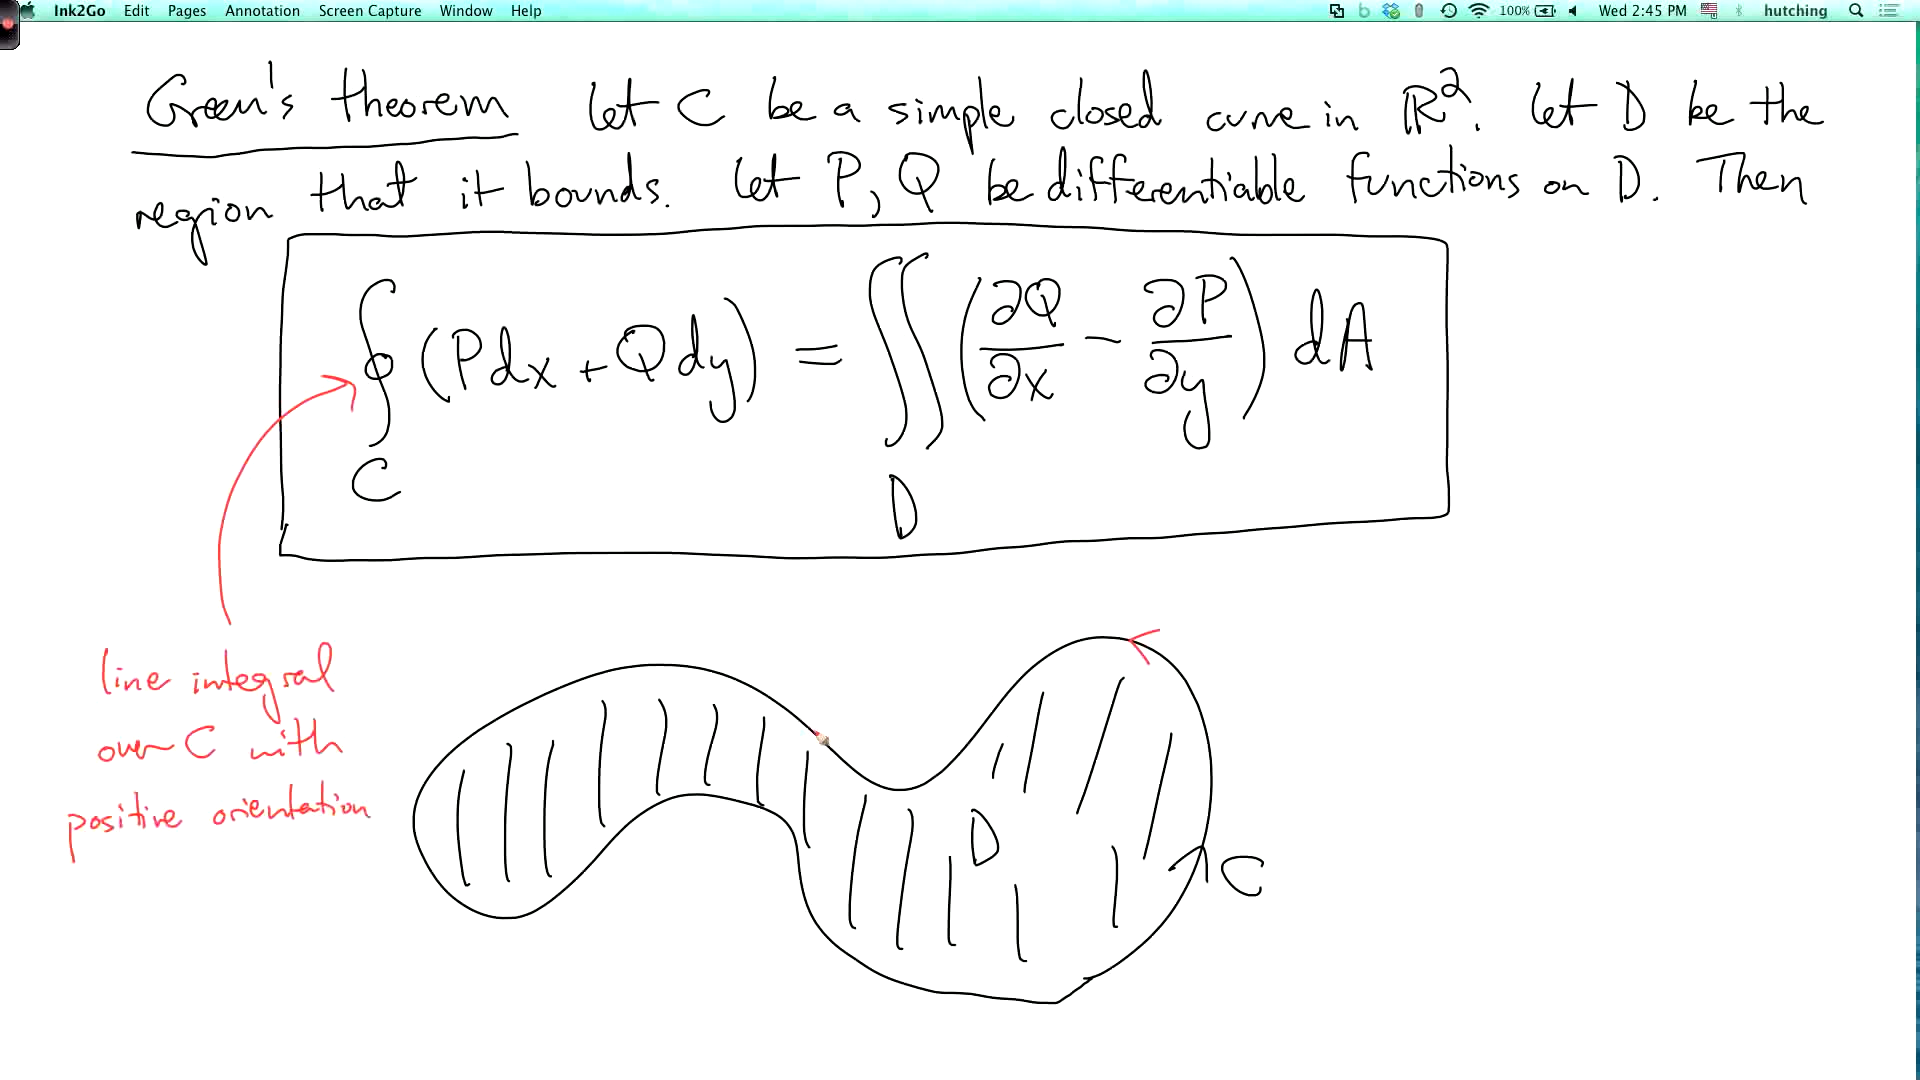 Ink2Go Edit Pages Annotation Screen Capture Window Help 100% Wed 2:45 PM hutching
Green's theorem Let C be a simple closed curve in ℝ². Let D be the
region that it bounds. Let P, Q be differentiable functions on D. Then
∮_C (Pdx + Qdy) = ∬_D (∂Q/∂x − ∂P/∂y) dA
line integral
over C with
positive orientation
D
C